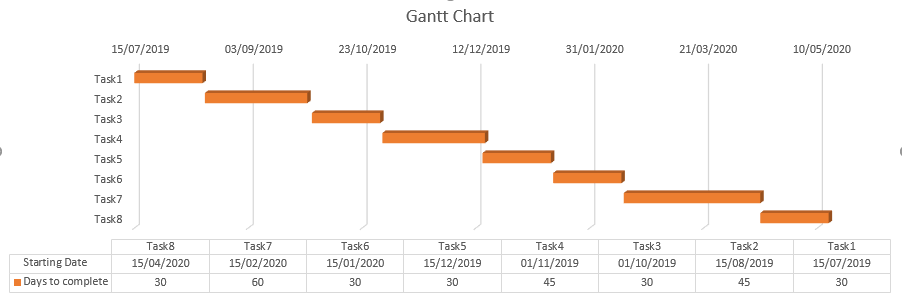 Gantt Chart
15/07/2019 03/09/2019 23/10/2019 12/12/2019 31/01/2020 21/03/2020 10/05/2020
Task1
Task2
Task3
Task4
Task5
Task6
Task7
Task8
Task8 Task7 Task6 Task5 Task4 Task3 Task2 Task1
Starting Date 15/04/2020 15/02/2020 15/01/2020 15/12/2019 01/11/2019 01/10/2019 15/08/2019 15/07/2019
Days to complete 30 60 30 30 45 30 45 30